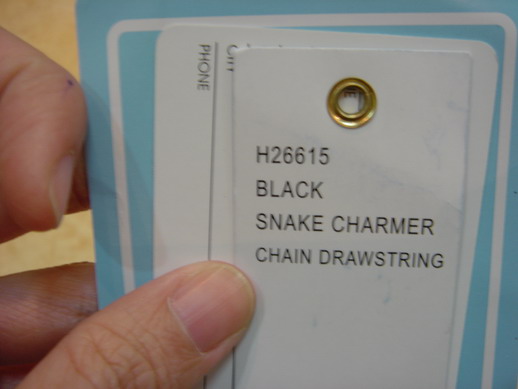 PHONE
H26615
BLACK
SNAKE CHARMER
CHAIN DRAWSTRING